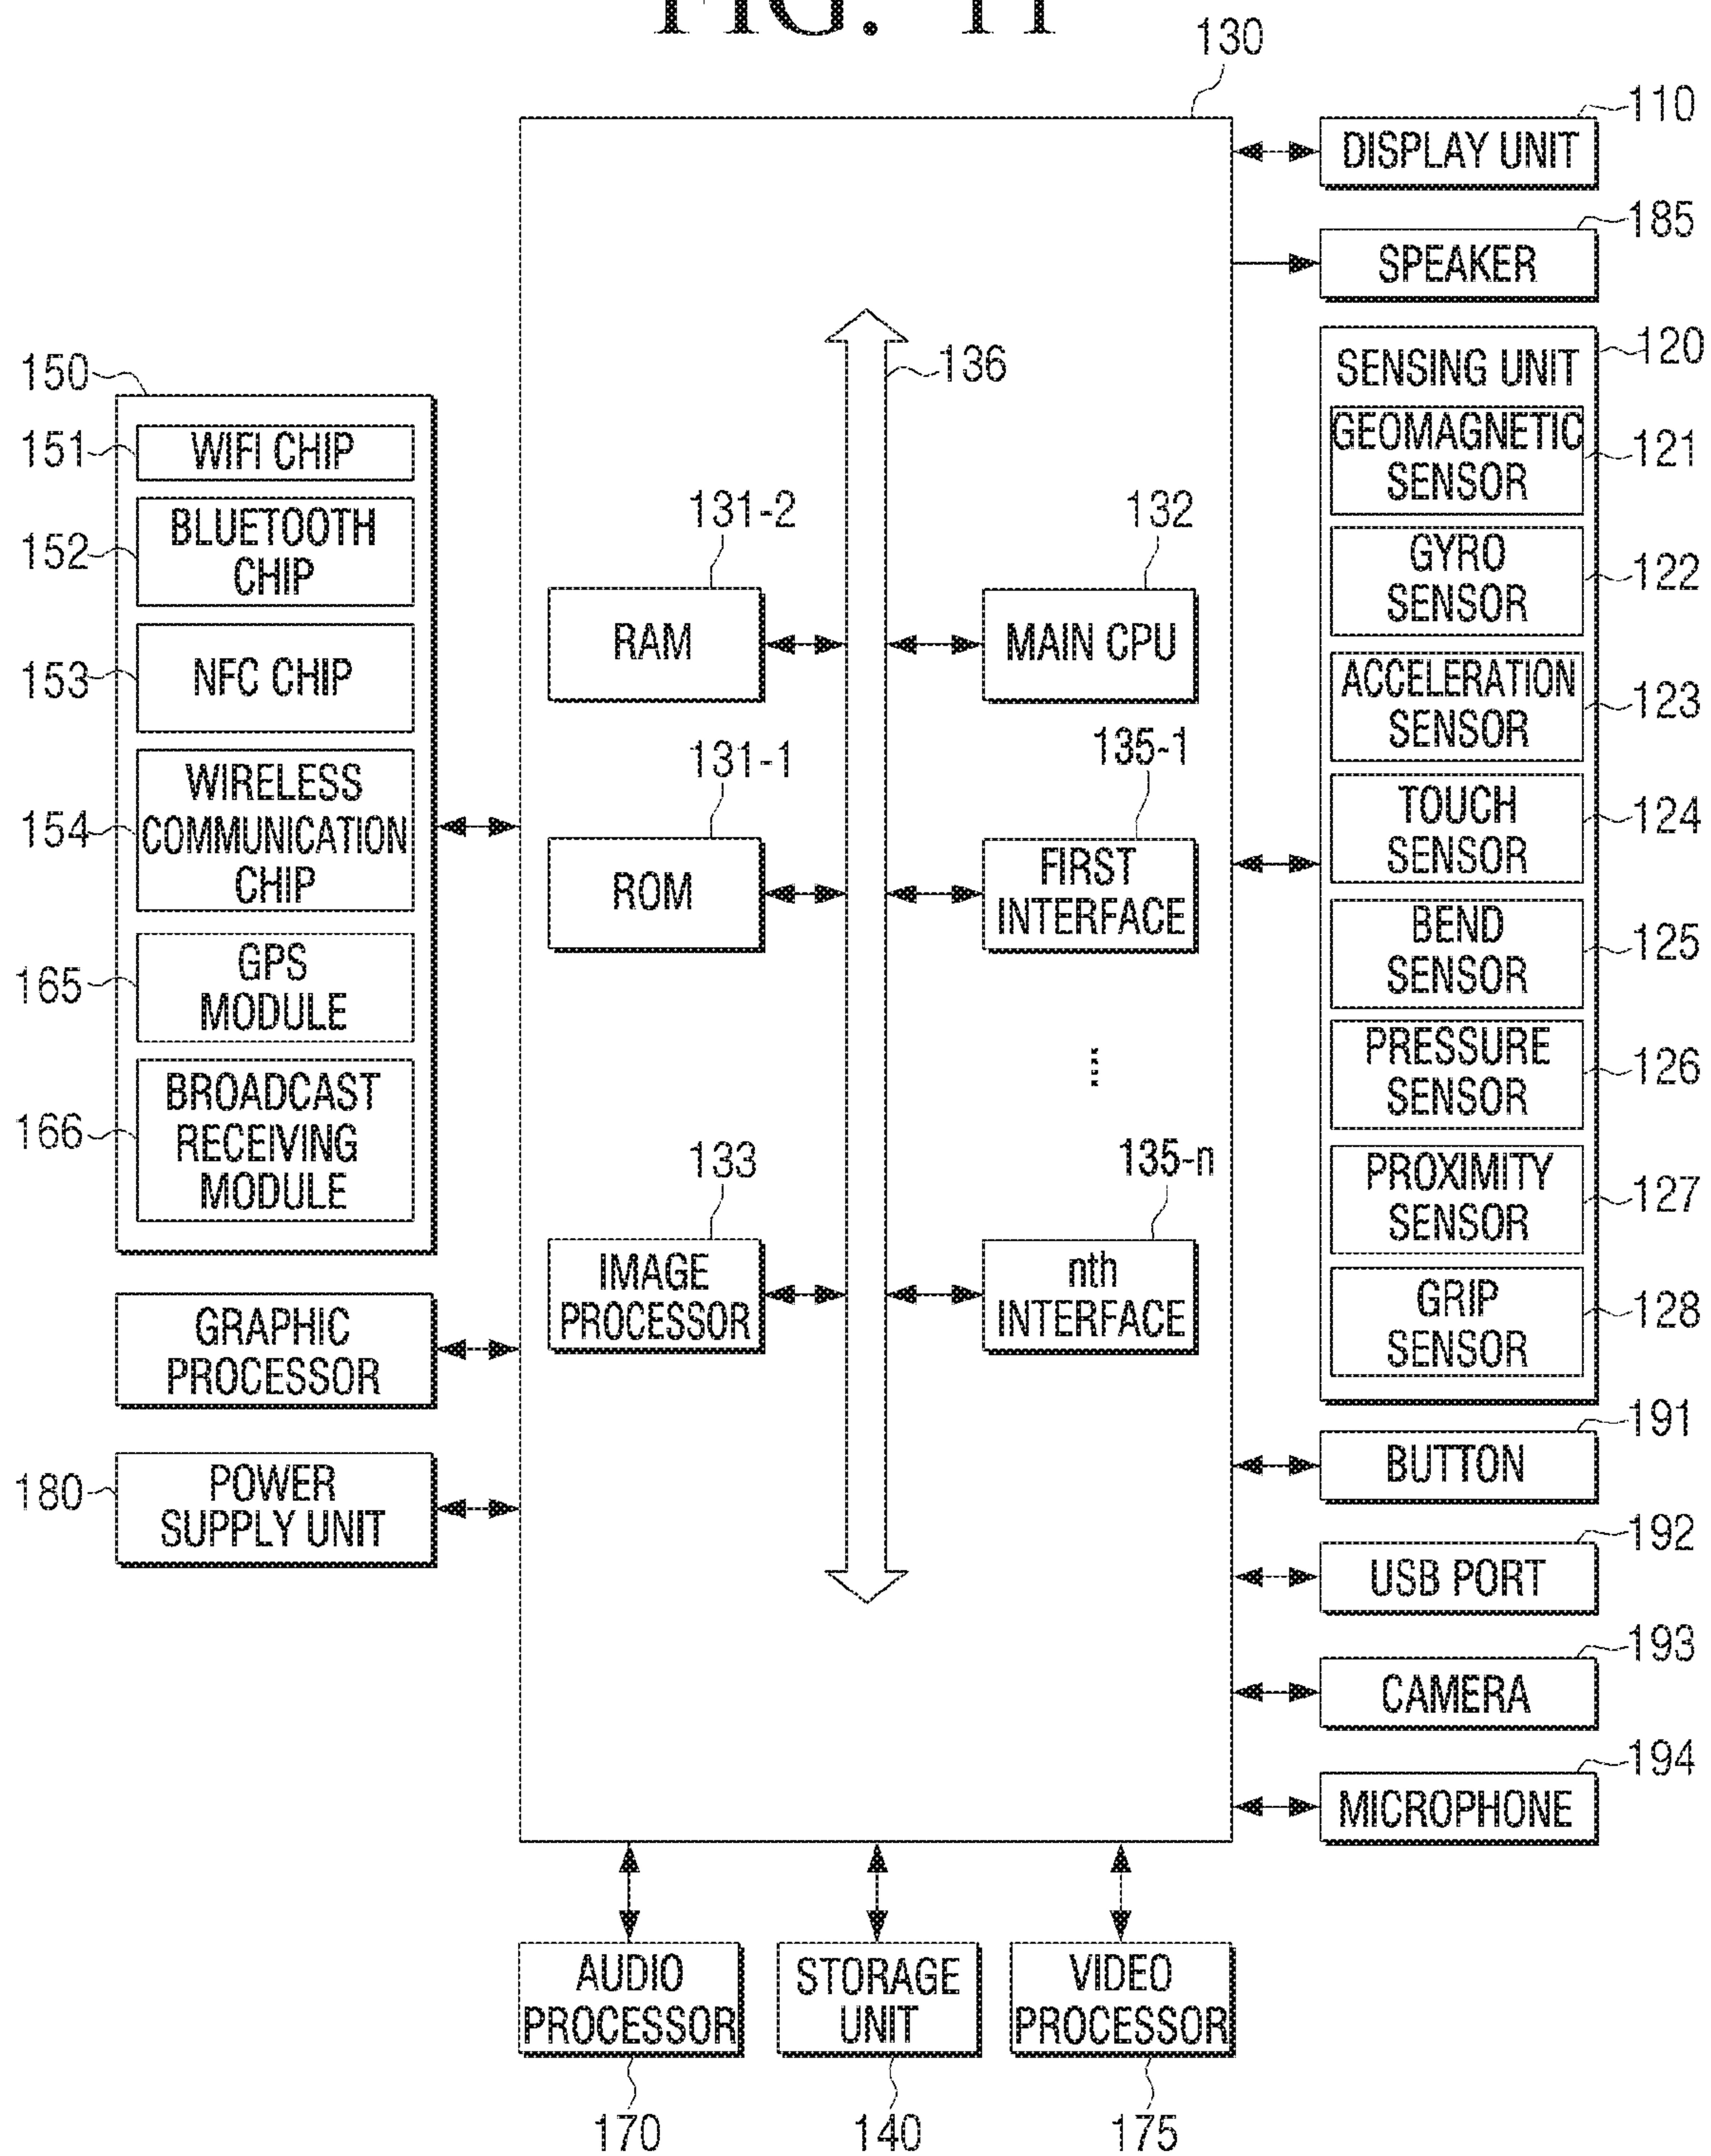 FIG. 11
130
110
DISPLAY UNIT
185
SPEAKER
136
120
SENSING UNIT
GEOMAGNETIC
SENSOR
121
GYRO
SENSOR
122
ACCELERATION
SENSOR
123
TOUCH
SENSOR
124
BEND
SENSOR
125
PRESSURE
SENSOR
126
PROXIMITY
SENSOR
127
GRIP
SENSOR
128
150
151
WIFI CHIP
152
BLUETOOTH
CHIP
153
NFC CHIP
154
WIRELESS
COMMUNICATION
CHIP
165
GPS
MODULE
166
BROADCAST
RECEIVING
MODULE
GRAPHIC
PROCESSOR
180
POWER
SUPPLY UNIT
131-2
RAM
132
MAIN CPU
131-1
ROM
135-1
FIRST
INTERFACE
133
IMAGE
PROCESSOR
135-n
nth
INTERFACE
191
BUTTON
192
USB PORT
193
CAMERA
194
MICROPHONE
AUDIO
PROCESSOR
170
STORAGE
UNIT
140
VIDEO
PROCESSOR
175